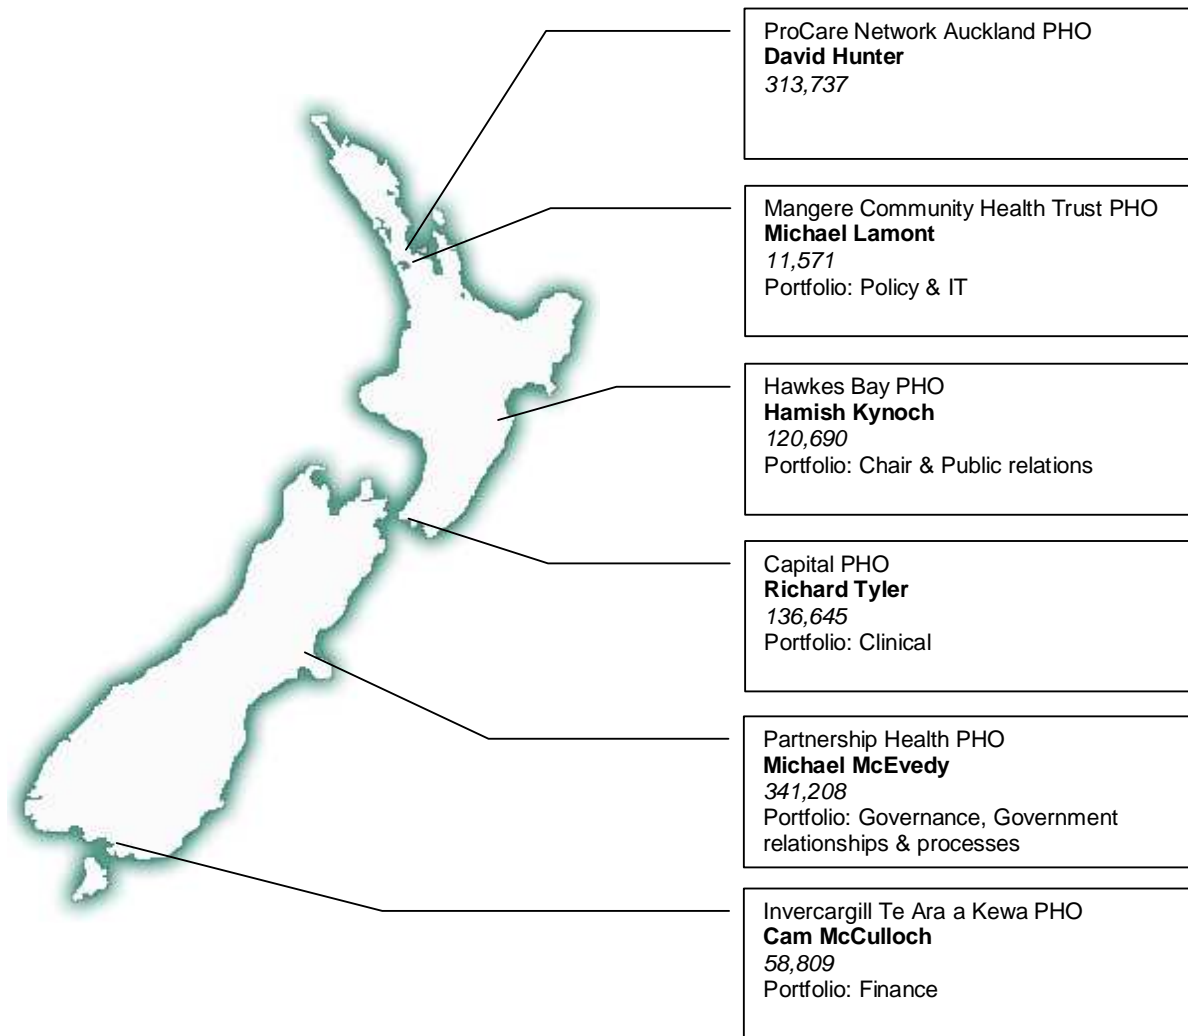 ProCare Network Auckland PHO
David Hunter
313,737
Mangere Community Health Trust PHO
Michael Lamont
11,571
Portfolio: Policy & IT
Hawkes Bay PHO
Hamish Kynoch
120,690
Portfolio: Chair & Public relations
Capital PHO
Richard Tyler
136,645
Portfolio: Clinical
Partnership Health PHO
Michael McEvedy
341,208
Portfolio: Governance, Government
relationships & processes
Invercargill Te Ara a Kewa PHO
Cam McCulloch
58,809
Portfolio: Finance